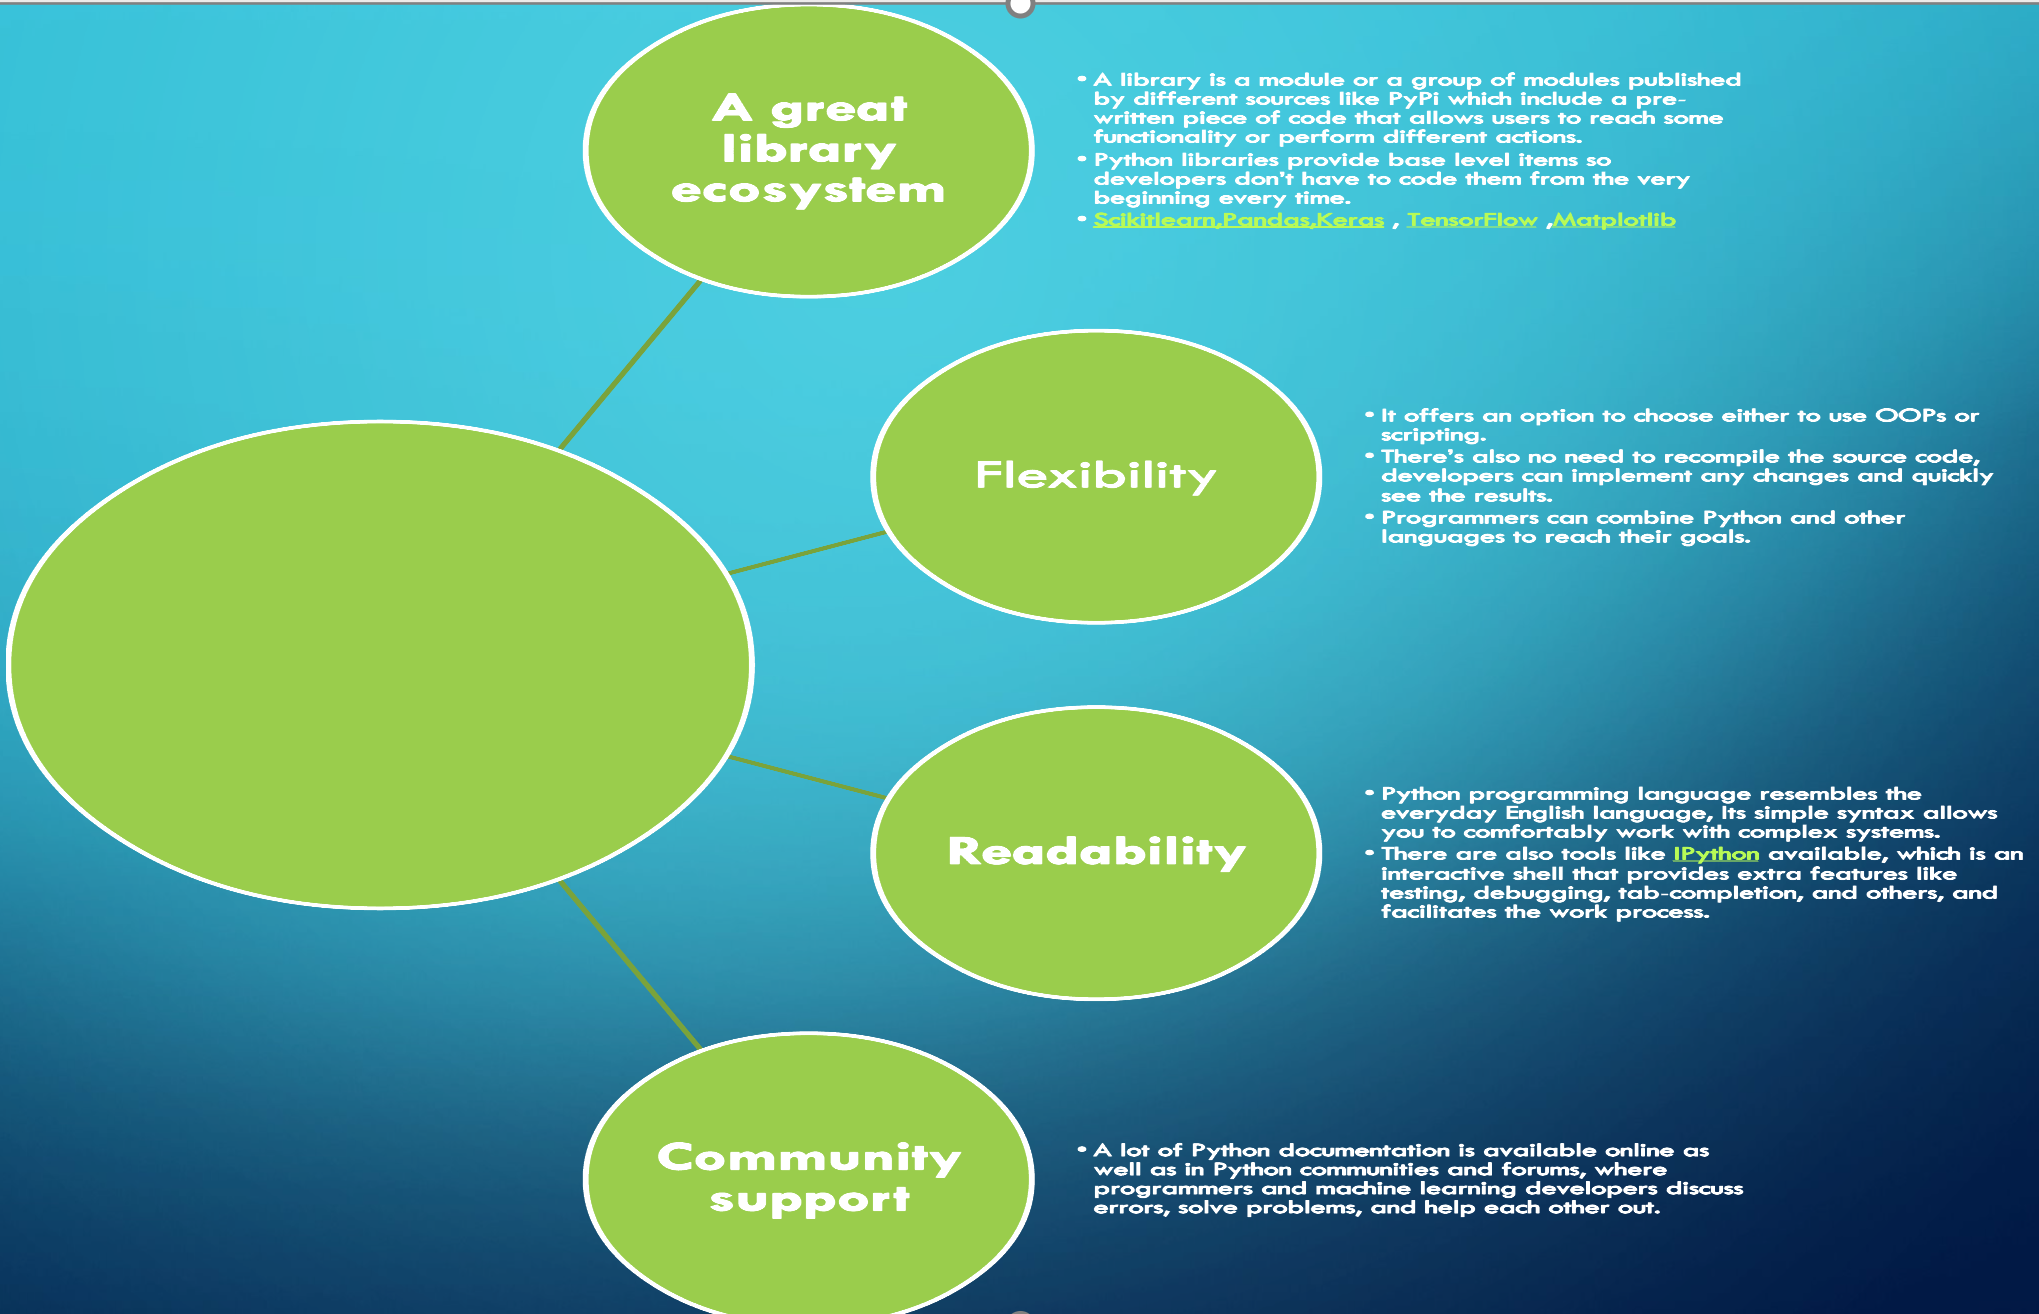 A great
library
ecosystem
• A library is a module or a group of modules published
by different sources like PyPi which include a pre-
written piece of code that allows users to reach some
functionality or perform different actions.
• Python libraries provide base level items so
developers don't have to code them from the very
beginning every time.
• Scikitlearn,Pandas,Keras , TensorFlow ,Matplotlib
Flexibility
• It offers an option to choose either to use OOPs or
scripting.
• There's also no need to recompile the source code,
developers can implement any changes and quickly
see the results.
• Programmers can combine Python and other
languages to reach their goals.
Readability
• Python programming language resembles the
everyday English language, Its simple syntax allows
you to comfortably work with complex systems.
• There are also tools like IPython available, which is an
interactive shell that provides extra features like
testing, debugging, tab-completion, and others, and
facilitates the work process.
Community
support
• A lot of Python documentation is available online as
well as in Python communities and forums, where
programmers and machine learning developers discuss
errors, solve problems, and help each other out.